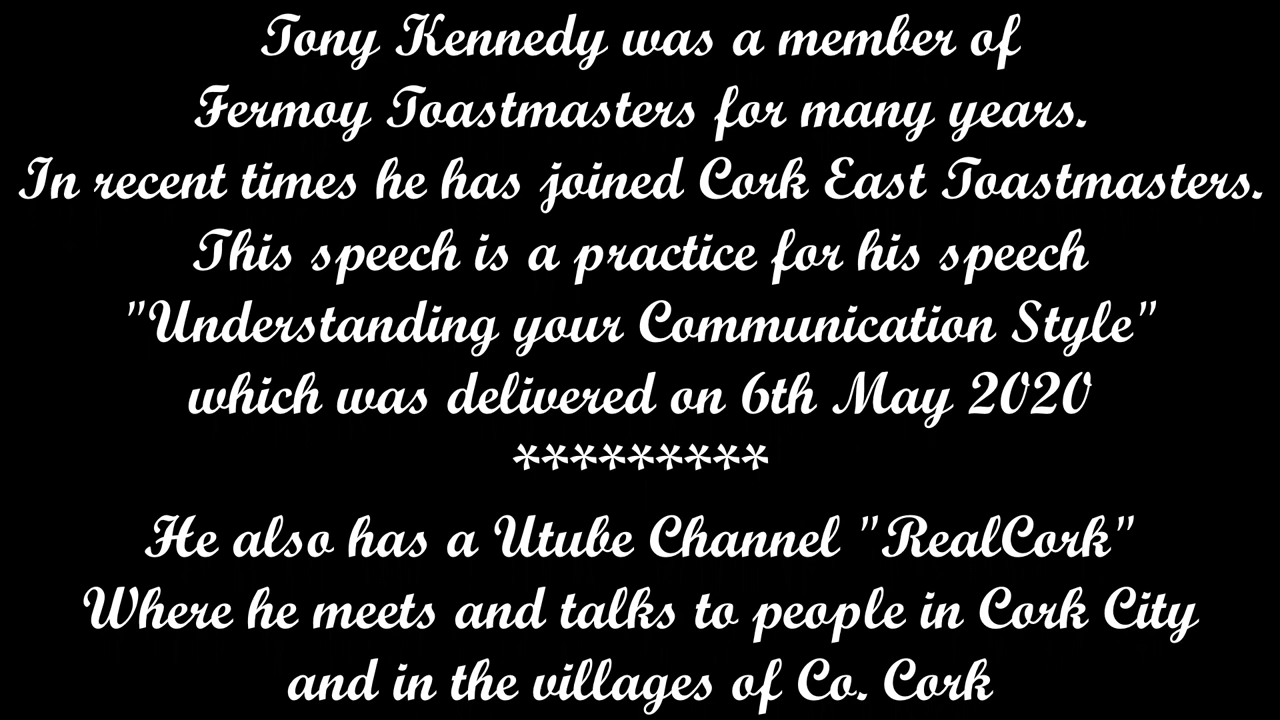 Tony Kennedy was a member of
Fermoy Toastmasters for many years.
In recent times he has joined Cork East Toastmasters.
This speech is a practice for his speech
"Understanding your Communication Style"
which was delivered on 6th May 2020
*********
He also has a Utube Channel "RealCork"
Where he meets and talks to people in Cork City
and in the villages of Co. Cork